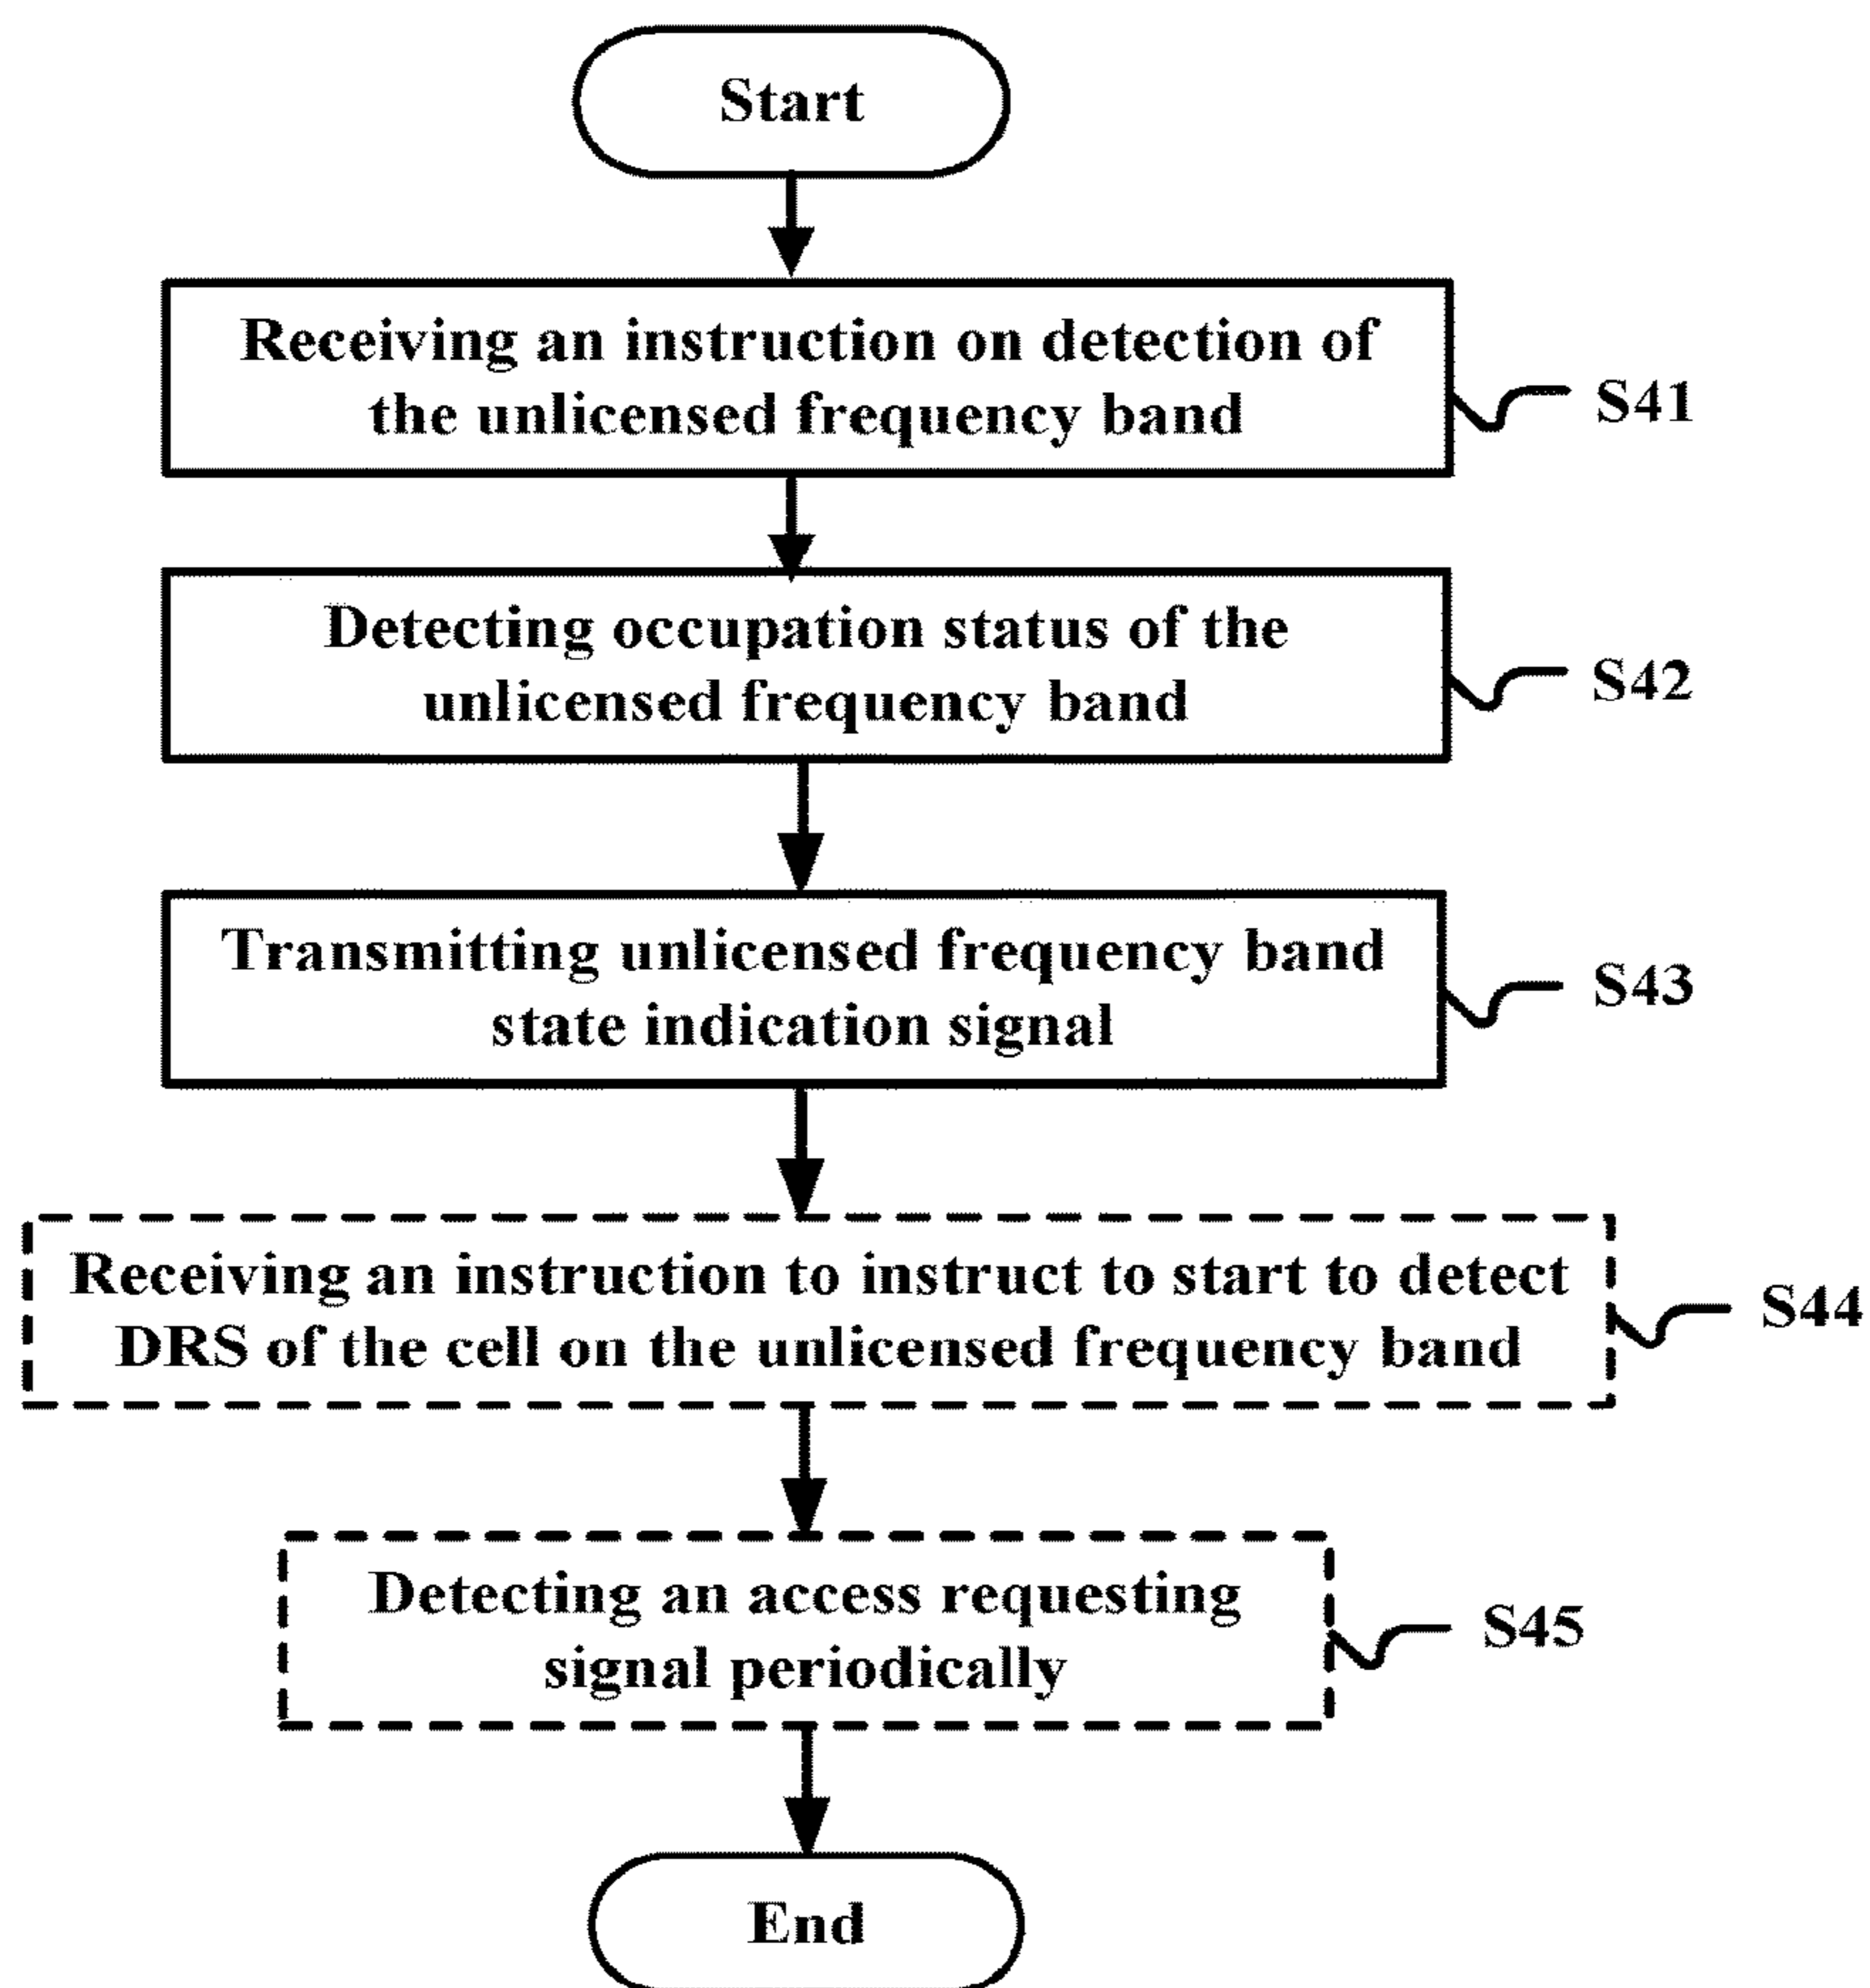 Start
Receiving an instruction on detection of
the unlicensed frequency band
S41
Detecting occupation status of the
unlicensed frequency band
S42
Transmitting unlicensed frequency band
state indication signal
S43
Receiving an instruction to instruct to start to detect
DRS of the cell on the unlicensed frequency band
S44
Detecting an access requesting
signal periodically
S45
End